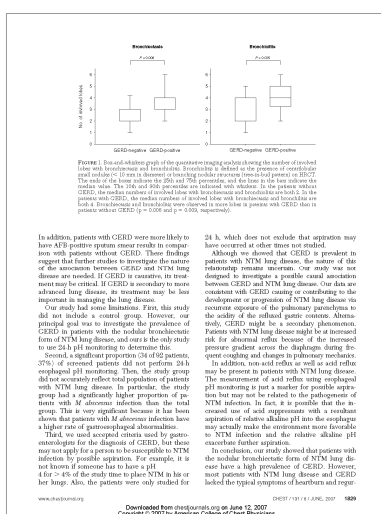 Bronchiectasis
Bronchiolitis
P = 0.006
P = 0.009
No. of involved lobes
6
5
4
3
2
1
0
6
5
4
3
2
1
0
GERD-negative GERD-positive
GERD-negative GERD-positive
FIGURE 1. Box-and-whisker graph of the quantitative imaging analysis showing the number of involved
lobes with bronchiectasis and bronchiolitis. Bronchiolitis is defined as the presence of centrilobular
small nodules (< 10 mm in diameter) or branching nodular structures (tree-in-bud pattern) on HRCT.
The ends of the boxes indicate the 25th and 75th percentiles, and the lines in the bars indicate the
median value. The 10th and 90th percentiles are indicated with whiskers. In the patients without
GERD, the median numbers of involved lobes with bronchiectasis and bronchiolitis are both 2. In the
patients with GERD, the median numbers of involved lobes with bronchiectasis and bronchiolitis are
both 4. Bronchiectasis and bronchiolitis were observed in more lobes in patients with GERD than in
patients without GERD (p = 0.006 and p = 0.009, respectively).
In addition, patients with GERD were more likely to
have AFB-positive sputum smear results in compar-
ison with patients without GERD. These findings
suggest that further studies to investigate the nature
of the association between GERD and NTM lung
disease are needed. If GERD is causative, its treat-
ment may be critical. If GERD is secondary to more
advanced lung disease, its treatment may be less
important in managing the lung disease.
Our study had some limitations. First, this study
did not include a control group. However, our
principal goal was to investigate the prevalence of
GERD in patients with the nodular bronchiectatic
form of NTM lung disease, and ours is the only study
to use 24-h pH monitoring to determine this.
Second, a significant proportion (34 of 92 patients,
37%) of screened patients did not perform 24-h
esophageal pH monitoring. Then, the study group
did not accurately reflect total population of patients
with NTM lung disease. In particular, the study
group had a significantly higher proportion of pa-
tients with M abscessus infection than the total
group. This is very significant because it has been
shown that patients with M abscessus infection have
a higher rate of gastroesophageal abnormalities.
Third, we used accepted criteria used by gastro-
enterologists for the diagnosis of GERD, but these
may not apply for a person to be susceptible to NTM
infection by possible aspiration. For example, it is
not known if someone has to have a pH
4 for > 4% of the study time to place NTM in his or
her lungs. Also, the patients were only studied for
24 h, which does not exclude that aspiration may
have occurred at other times not studied.
Although we showed that GERD is prevalent in
patients with NTM lung disease, the nature of this
relationship remains uncertain. Our study was not
designed to investigate a possible causal association
between GERD and NTM lung disease. Our data are
consistent with GERD causing or contributing to the
development or progression of NTM lung disease via
recurrent exposure of the pulmonary parenchyma to
the acidity of the refluxed gastric contents. Alterna-
tively, GERD might be a secondary phenomenon.
Patients with NTM lung disease might be at increased
risk for abnormal reflux because of the increased
pressure gradient across the diaphragm during fre-
quent coughing and changes in pulmonary mechanics.
In addition, non-acid reflux as well as acid reflux
may be present in patients with NTM lung disease.
The measurement of acid reflux using esophageal
pH monitoring is just a marker for possible aspira-
tion but may not be related to the pathogenesis of
NTM infection. In fact, it is possible that the in-
creased use of acid suppressants with a resultant
aspiration of relative alkaline pH into the esophagus
may actually make the environment more favorable
to NTM infection and the relative alkaline pH
exacerbate further aspiration.
In conclusion, our study showed that patients with
the nodular bronchiectatic form of NTM lung dis-
ease have a high prevalence of GERD. However,
most patients with NTM lung disease and GERD
lacked the typical symptoms of heartburn and regur-
www.chestjournal.org
CHEST / 131 / 6 / JUNE, 2007 1829
Downloaded from chestjournals.org on June 12, 2007
Copyright © 2007 by American College of Chest Physicians